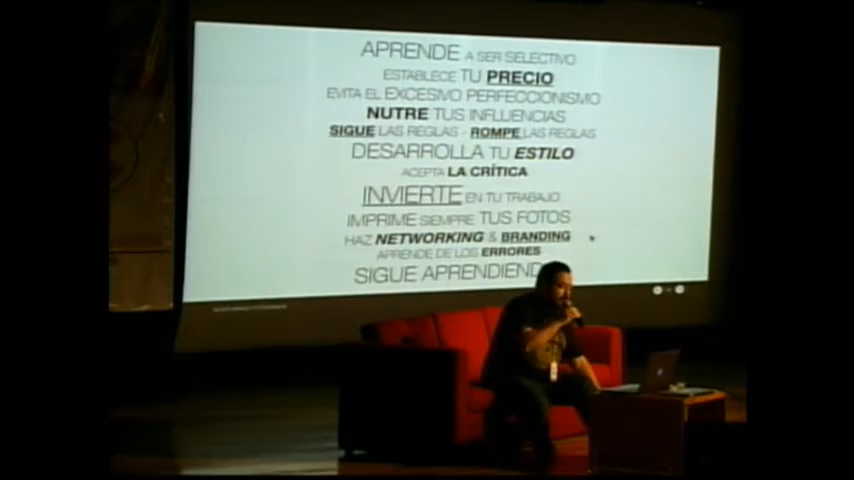 APRENDE A SER SELECTIVO
ESTABLECE TU PRECIO
EVITA EL EXCESIVO PERFECCIONISMO
NUTRE TUS INFLUENCIAS
SIGUE LAS REGLAS - ROMPE LAS REGLAS
DESARROLLA TU ESTILO
ACEPTA LA CRÍTICA
INVIERTE EN TU TRABAJO
IMPRIME SIEMPRE TUS FOTOS
HAZ NETWORKING & BRANDING
APRENDE DE LOS ERRORES
SIGUE APRENDIEND